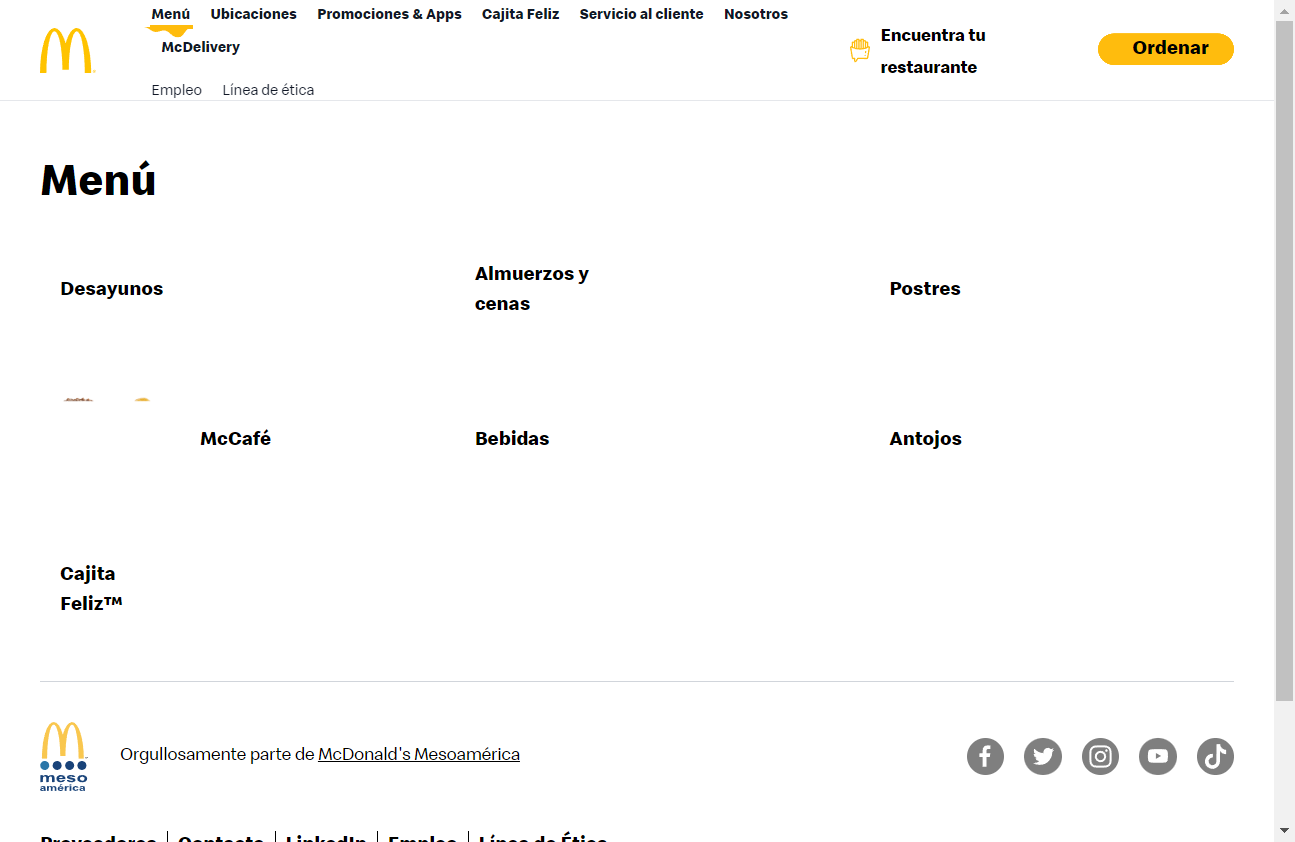 Menú Ubicaciones Promociones & Apps Cajita Feliz Servicio al cliente Nosotros
McDelivery
Encuentra tu
restaurante
Ordenar
Empleo Línea de ética
Menú
Desayunos
Almuerzos y
cenas
Postres
McCafé
Bebidas
Antojos
Cajita
Feliz™
meso
américa
Orgullosamente parte de McDonald's Mesoamérica
Proveedores Contacto LinkedIn Empleo Línea de Ética